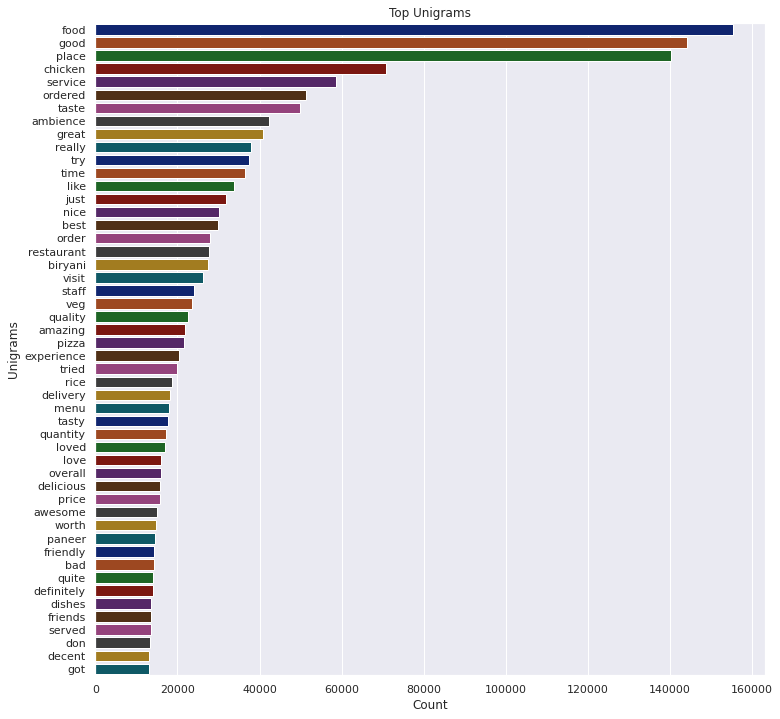 Top Unigrams
Unigrams
food
good
place
chicken
service
ordered
taste
ambience
great
really
try
time
like
just
nice
best
order
restaurant
biryani
visit
staff
veg
quality
amazing
pizza
experience
tried
rice
delivery
menu
tasty
quantity
loved
love
overall
delicious
price
awesome
worth
paneer
friendly
bad
quite
definitely
dishes
friends
served
don
decent
got
0 20000 40000 60000 80000 100000 120000 140000 160000
Count